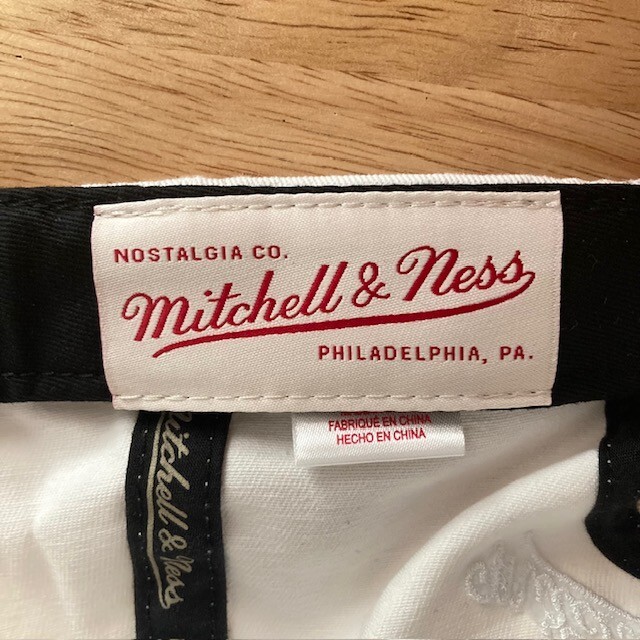 NOSTALGIA CO.
Mitchell & Ness
PHILADELPHIA, PA.
FABRIQUÉ EN CHINA
HECHO EN CHINA
Mitchell & Ness